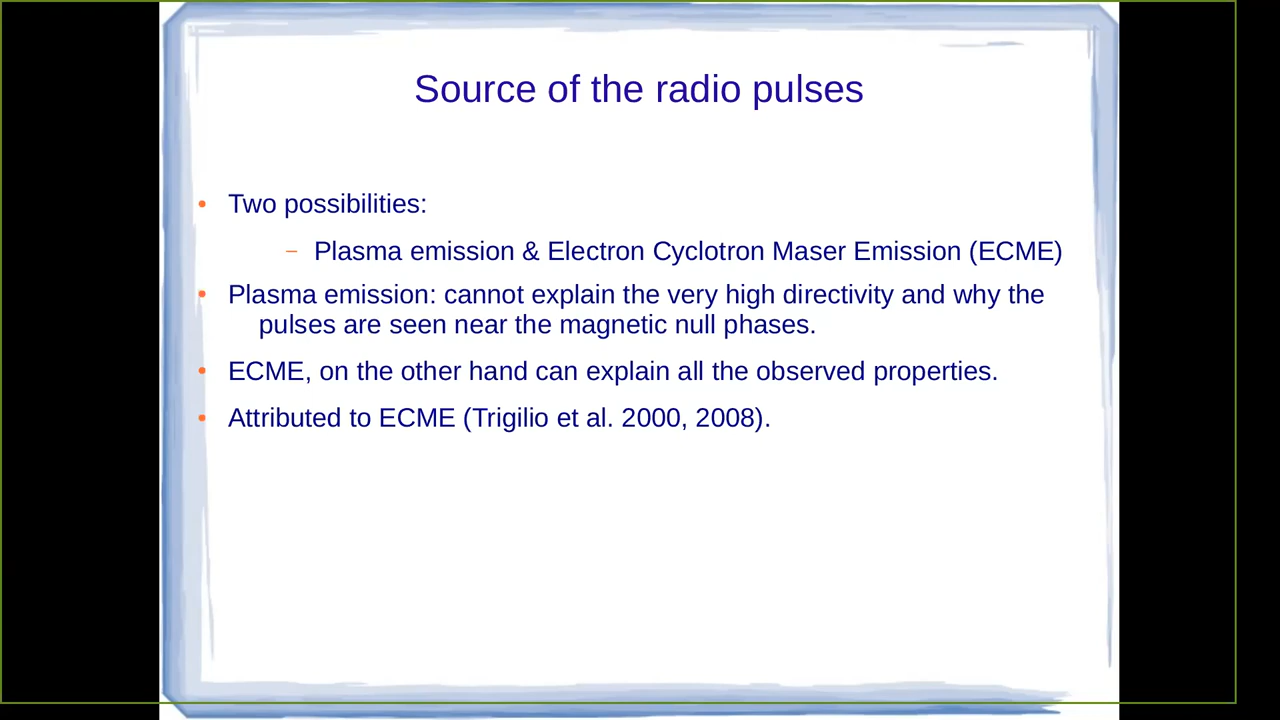 Source of the radio pulses
• Two possibilities:
– Plasma emission & Electron Cyclotron Maser Emission (ECME)
• Plasma emission: cannot explain the very high directivity and why the
pulses are seen near the magnetic null phases.
• ECME, on the other hand can explain all the observed properties.
• Attributed to ECME (Trigilio et al. 2000, 2008).